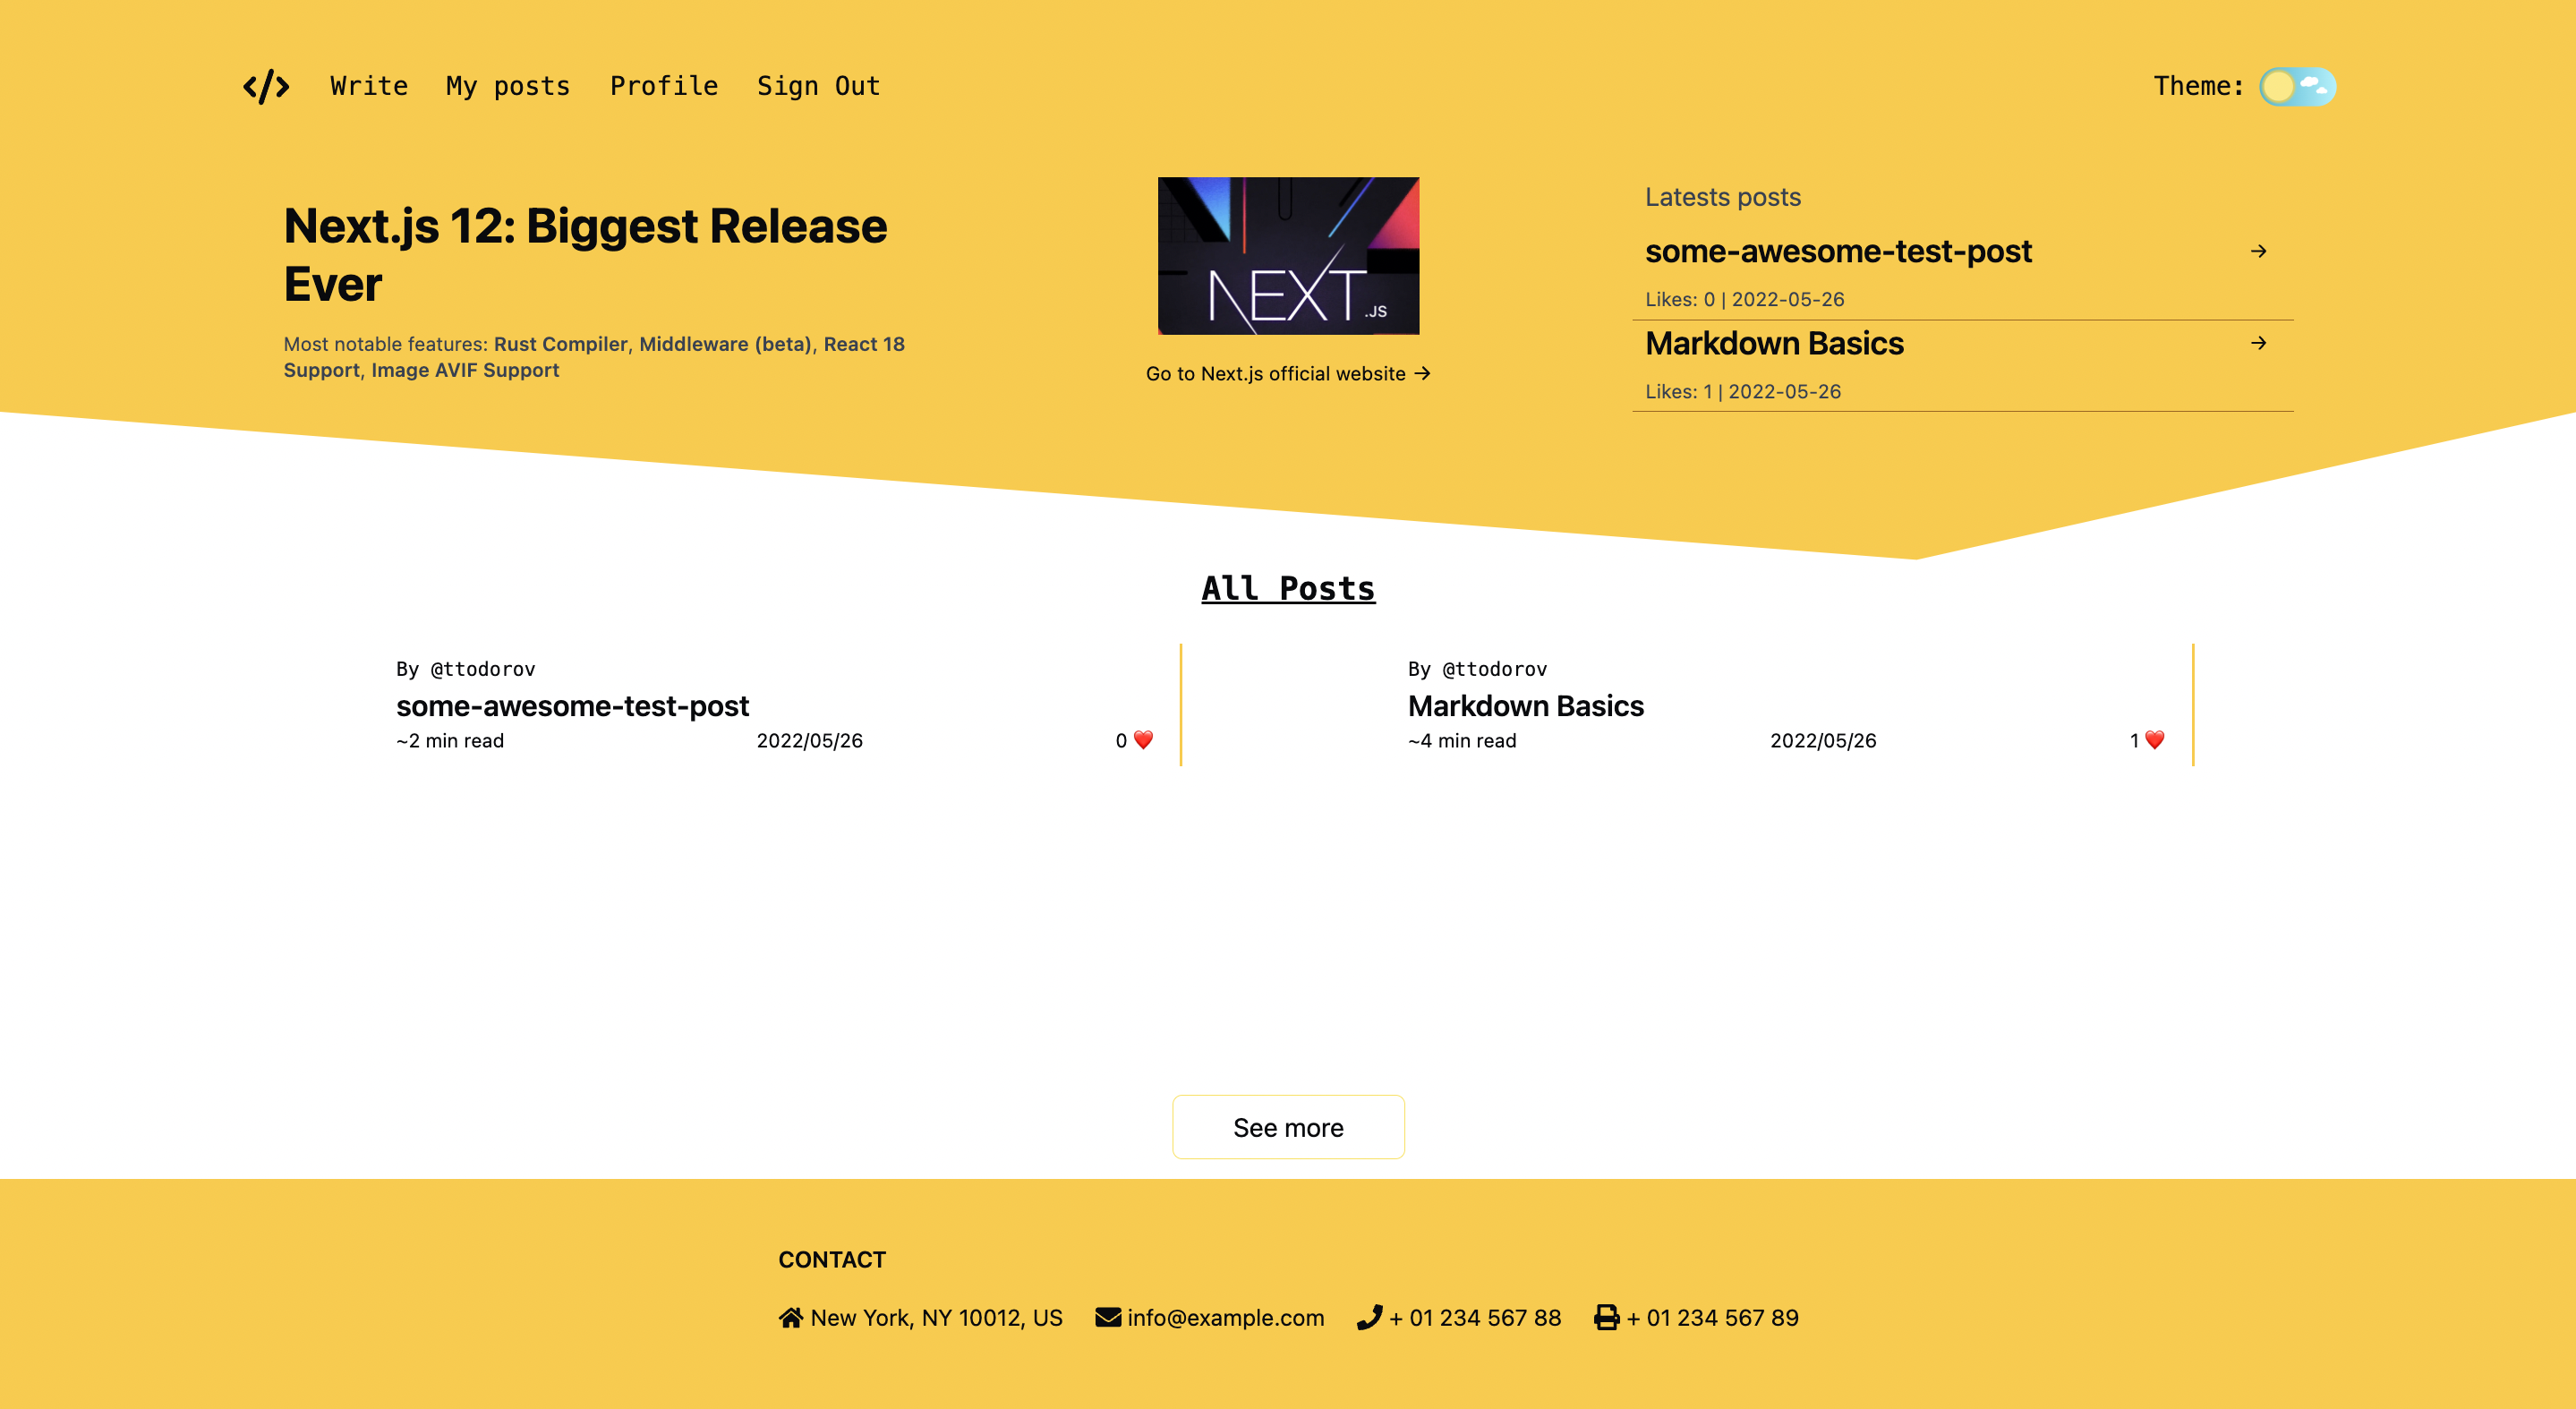 </> Write My posts Profile Sign Out Theme:
Next.js 12: Biggest Release
Ever
Most notable features: Rust Compiler, Middleware (beta), React 18
Support, Image AVIF Support
NEXT.JS
Go to Next.js official website →
Latests posts
some-awesome-test-post →
Likes: 0 | 2022-05-26
Markdown Basics →
Likes: 1 | 2022-05-26
All Posts
By @ttodorov
some-awesome-test-post
~2 min read 2022/05/26 0 ❤️
By @ttodorov
Markdown Basics
~4 min read 2022/05/26 1 ❤️
See more
CONTACT
New York, NY 10012, US info@example.com + 01 234 567 88 + 01 234 567 89